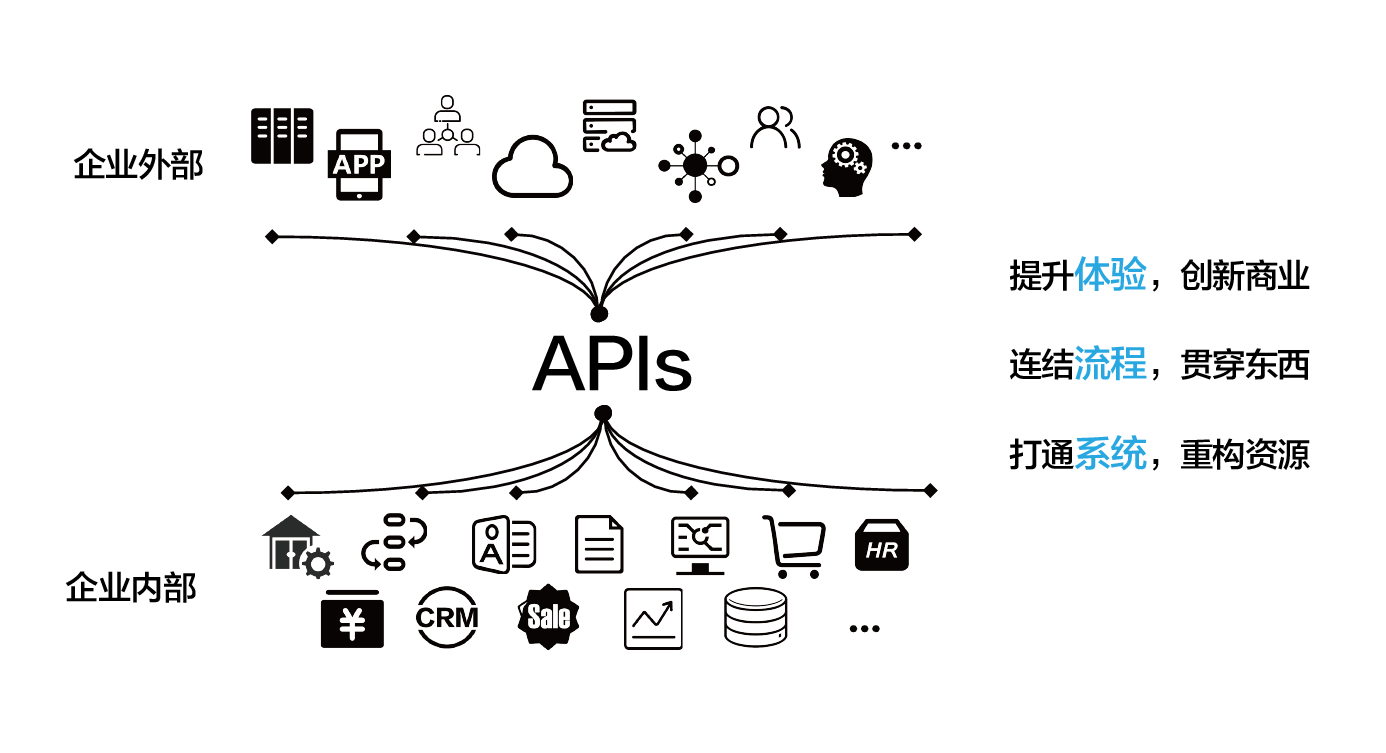 企业外部
APP
...
提升体验，创新商业
APIs
连结流程，贯穿东西
打通系统，重构资源
OA
HR
企业内部
¥
CRM
Sale
...